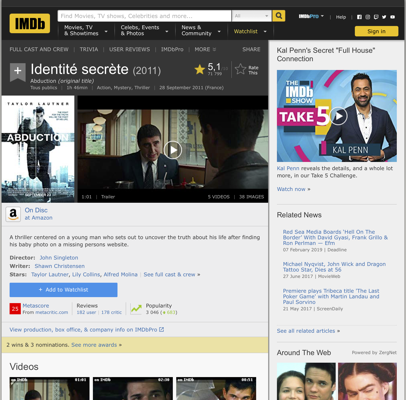 IMDb
Find Movies, TV shows, Celebrities and more...
All
IMDbPro
Help
Movies, TV & Showtimes
Celebs, Events & Photos
News & Community
Watchlist
Sign in
FULL CAST AND CREW | TRIVIA | USER REVIEWS | IMDbPro | MORE
SHARE
Identité secrète (2011)
Abduction (original title)
Tous publics | 1h 46min | Action, Mystery, Thriller | 28 September 2011 (France)
5,1
Rate This
TAYLOR LAUTNER
ABDUCTION
1:01 | Trailer
5 VIDEOS | 36 IMAGES
On Disc
at Amazon
A thriller centered on a young man who sets out to uncover the truth about his life after finding
his baby photo on a missing persons website.
Director: John Singleton
Writer: Shawn Christensen
Stars: Taylor Lautner, Lily Collins, Alfred Molina | See full cast & crew »
+ Add to Watchlist
25
Metascore
From metacritic.com
Reviews
182 user | 178 critic
Popularity
3 046
View production, box office, & company info on IMDbPro
2 wins & 3 nominations. See more awards »
Videos
Kal Penn's Secret "Full House"
Connection
THE IMDb SHOW
TAKE 5
KAL PENN
Kal Penn reveals the details, and a whole
lot more, in our Take 5 Challenge.
Watch now »
Related News
Red Sea Media Boards 'Hell On The
Border' With David Gyasi, Frank Grillo &
Ron Perlman — Efm
07 February 2019 | Deadline
Michael Nyqvist, John Wick and Dragon
Tattoo Star, Dies at 56
27 June 2017 | MovieWeb
Premiere plays Tribeca title 'The Last
Poker Game' with Martin Landau and
Paul Sorvino
21 May 2017 | ScreenDaily
See all related articles »
Around The Web
Powered by ZergNet